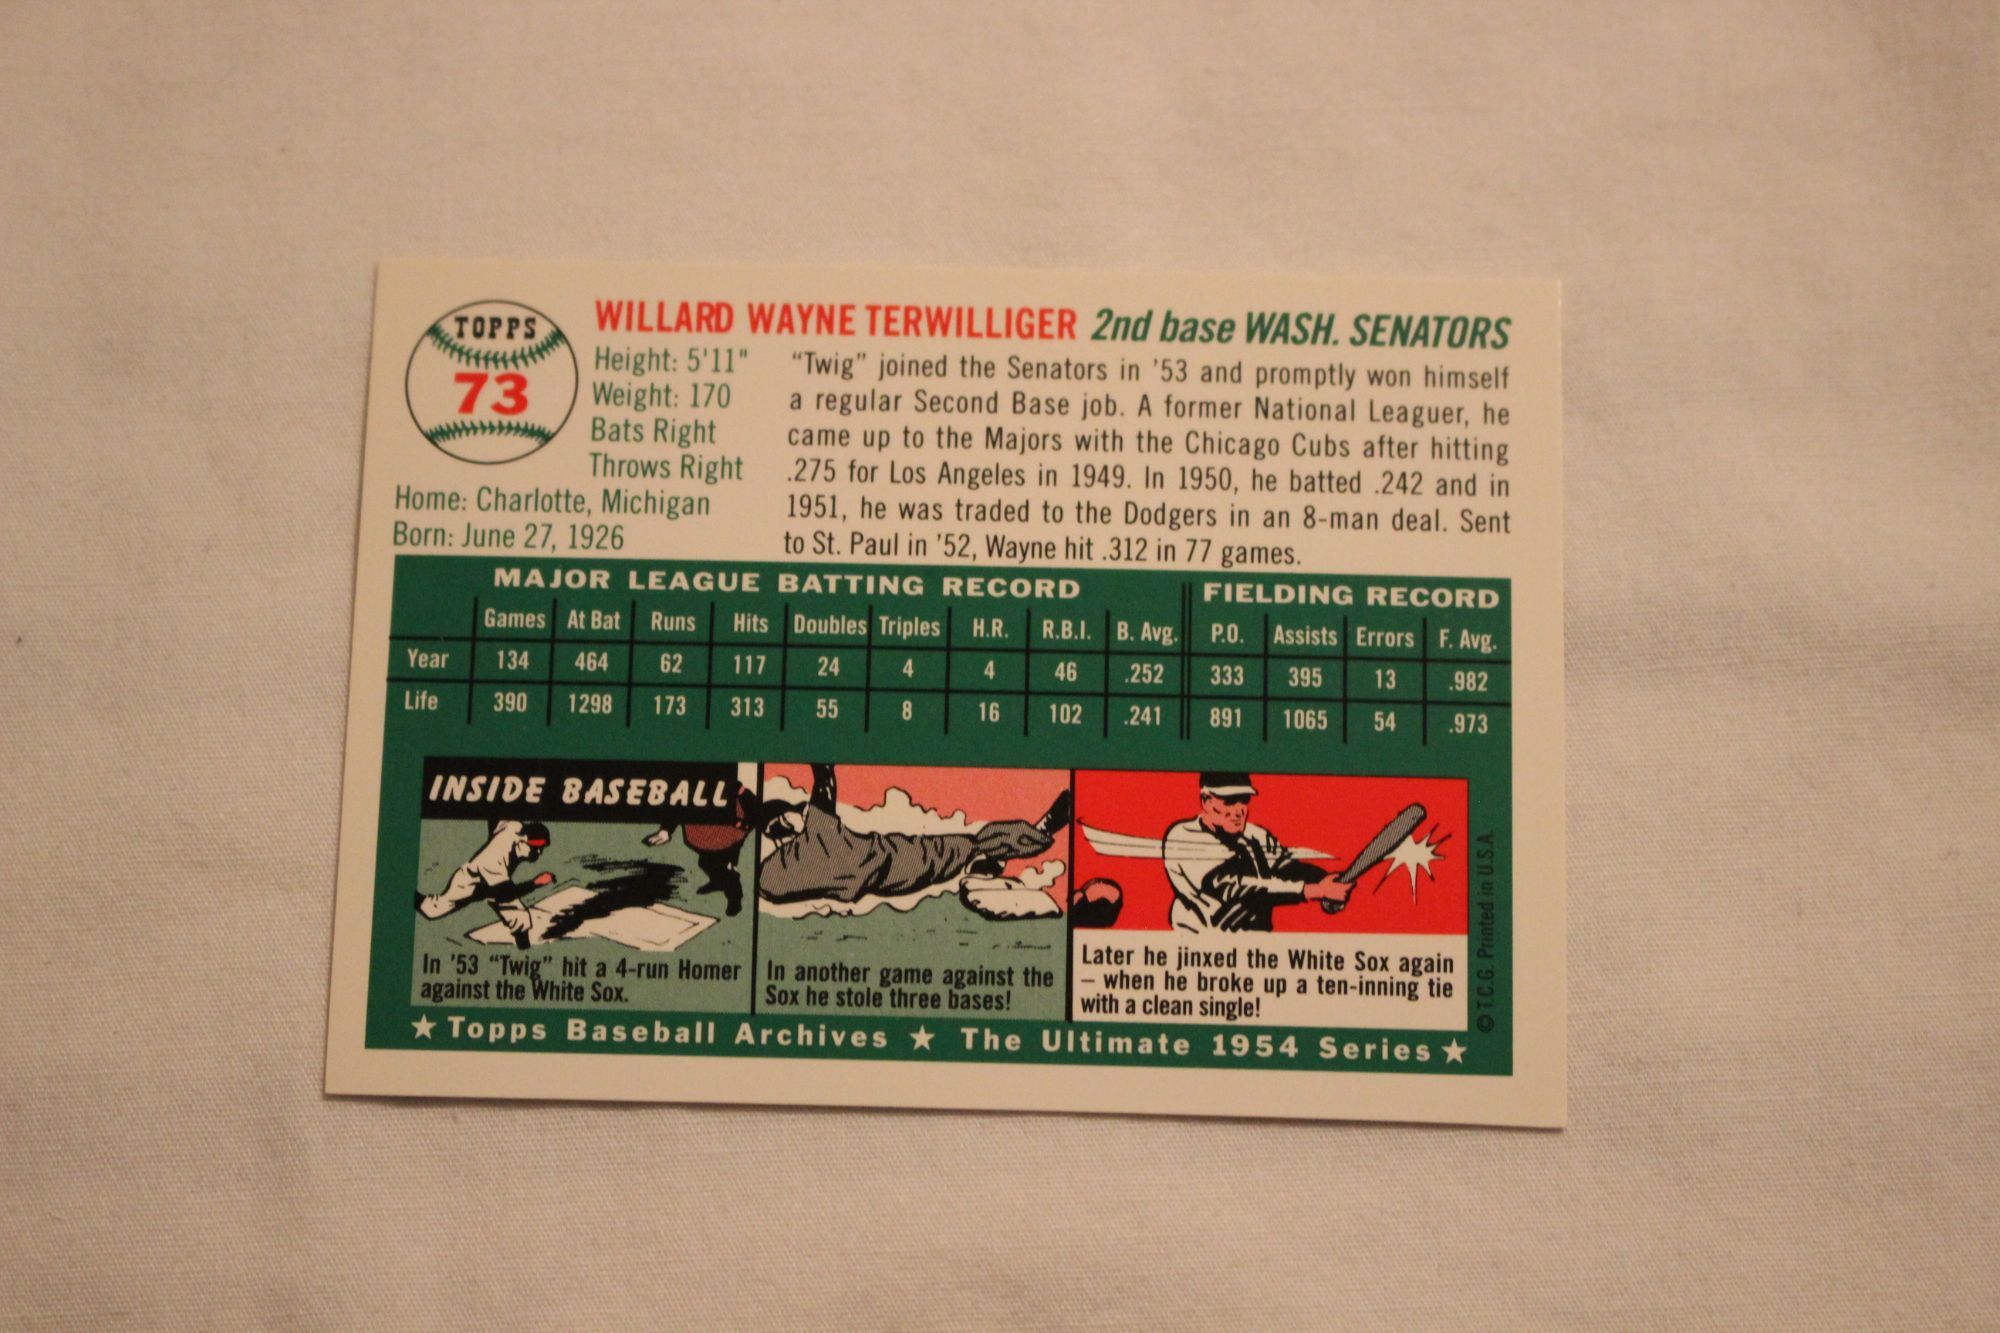 TOPPS
73
WILLARD WAYNE TERWILLIGER 2nd base WASH. SENATORS
Height: 5'11"
Weight: 170
Bats Right
Throws Right
Home: Charlotte, Michigan
Born: June 27, 1926
“Twig” joined the Senators in ’53 and promptly won himself
a regular Second Base job. A former National Leaguer, he
came up to the Majors with the Chicago Cubs after hitting
.275 for Los Angeles in 1949. In 1950, he batted .242 and in
1951, he was traded to the Dodgers in an 8-man deal. Sent
to St. Paul in ’52, Wayne hit .312 in 77 games.
MAJOR LEAGUE BATTING RECORD FIELDING RECORD
Games At Bat Runs Hits Doubles Triples H.R. R.B.I. B. Avg. P.O. Assists Errors F. Avg.
Year 134 464 62 117 24 4 4 46 .252 333 395 13 .982
Life 390 1298 173 313 55 8 16 102 .241 891 1065 54 .973
INSIDE BASEBALL
In ’53 “Twig” hit a 4-run Homer
against the White Sox.
In another game against the
Sox he stole three bases!
Later he jinxed the White Sox again
– when he broke up a ten-inning tie
with a clean single!
© T.C.G. Printed in U.S.A.
★ Topps Baseball Archives ★ The Ultimate 1954 Series ★